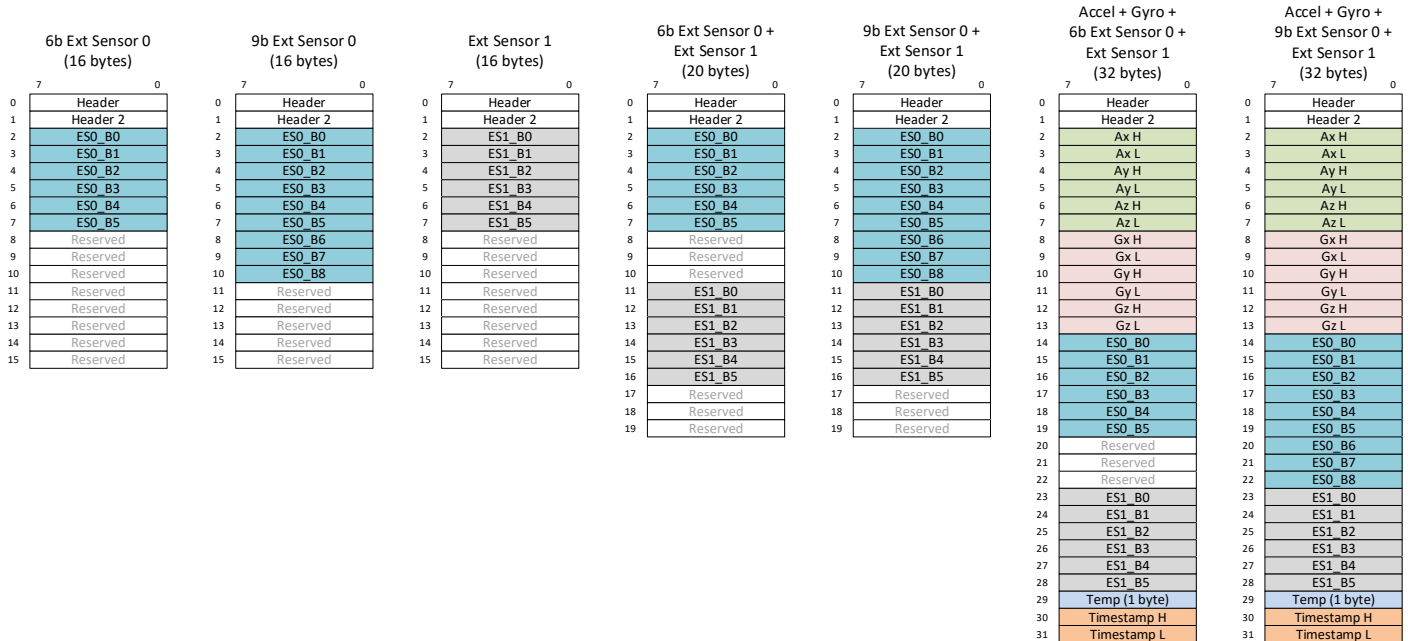 6b Ext Sensor 0
(16 bytes)
7 0
0 Header
1 Header 2
2 ES0_B0
3 ES0_B1
4 ES0_B2
5 ES0_B3
6 ES0_B4
7 ES0_B5
8 Reserved
9 Reserved
10 Reserved
11 Reserved
12 Reserved
13 Reserved
14 Reserved
15 Reserved
9b Ext Sensor 0
(16 bytes)
7 0
0 Header
1 Header 2
2 ES0_B0
3 ES0_B1
4 ES0_B2
5 ES0_B3
6 ES0_B4
7 ES0_B5
8 ES0_B6
9 ES0_B7
10 ES0_B8
11 Reserved
12 Reserved
13 Reserved
14 Reserved
15 Reserved
Ext Sensor 1
(16 bytes)
7 0
0 Header
1 Header 2
2 ES1_B0
3 ES1_B1
4 ES1_B2
5 ES1_B3
6 ES1_B4
7 ES1_B5
8 Reserved
9 Reserved
10 Reserved
11 Reserved
12 Reserved
13 Reserved
14 Reserved
15 Reserved
6b Ext Sensor 0 +
Ext Sensor 1
(20 bytes)
7 0
0 Header
1 Header 2
2 ES0_B0
3 ES0_B1
4 ES0_B2
5 ES0_B3
6 ES0_B4
7 ES0_B5
8 Reserved
9 Reserved
10 Reserved
11 ES1_B0
12 ES1_B1
13 ES1_B2
14 ES1_B3
15 ES1_B4
16 ES1_B5
17 Reserved
18 Reserved
19 Reserved
9b Ext Sensor 0 +
Ext Sensor 1
(20 bytes)
7 0
0 Header
1 Header 2
2 ES0_B0
3 ES0_B1
4 ES0_B2
5 ES0_B3
6 ES0_B4
7 ES0_B5
8 ES0_B6
9 ES0_B7
10 ES0_B8
11 ES1_B0
12 ES1_B1
13 ES1_B2
14 ES1_B3
15 ES1_B4
16 ES1_B5
17 Reserved
18 Reserved
19 Reserved
Accel + Gyro +
6b Ext Sensor 0 +
Ext Sensor 1
(32 bytes)
7 0
0 Header
1 Header 2
2 Ax H
3 Ax L
4 Ay H
5 Ay L
6 Az H
7 Az L
8 Gx H
9 Gx L
10 Gy H
11 Gy L
12 Gz H
13 Gz L
14 ES0_B0
15 ES0_B1
16 ES0_B2
17 ES0_B3
18 ES0_B4
19 ES0_B5
20 Reserved
21 Reserved
22 Reserved
23 ES1_B0
24 ES1_B1
25 ES1_B2
26 ES1_B3
27 ES1_B4
28 ES1_B5
29 Temp (1 byte)
30 Timestamp H
31 Timestamp L
Accel + Gyro +
9b Ext Sensor 0 +
Ext Sensor 1
(32 bytes)
7 0
0 Header
1 Header 2
2 Ax H
3 Ax L
4 Ay H
5 Ay L
6 Az H
7 Az L
8 Gx H
9 Gx L
10 Gy H
11 Gy L
12 Gz H
13 Gz L
14 ES0_B0
15 ES0_B1
16 ES0_B2
17 ES0_B3
18 ES0_B4
19 ES0_B5
20 ES0_B6
21 ES0_B7
22 ES0_B8
23 ES1_B0
24 ES1_B1
25 ES1_B2
26 ES1_B3
27 ES1_B4
28 ES1_B5
29 Temp (1 byte)
30 Timestamp H
31 Timestamp L